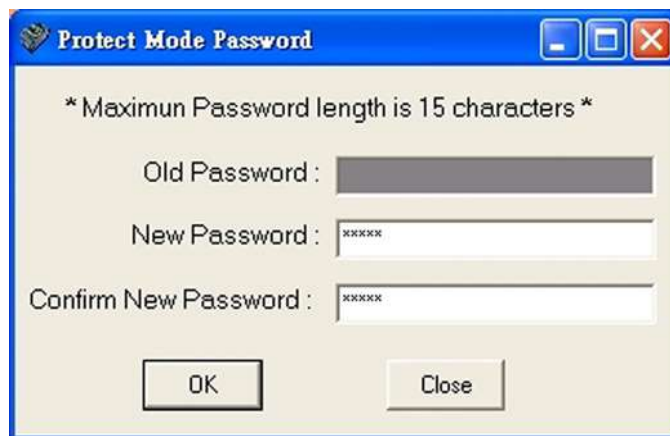 Protect Mode Password
* Maximun Password length is 15 characters *
Old Password :
New Password : *****
Confirm New Password : *****
OK Close